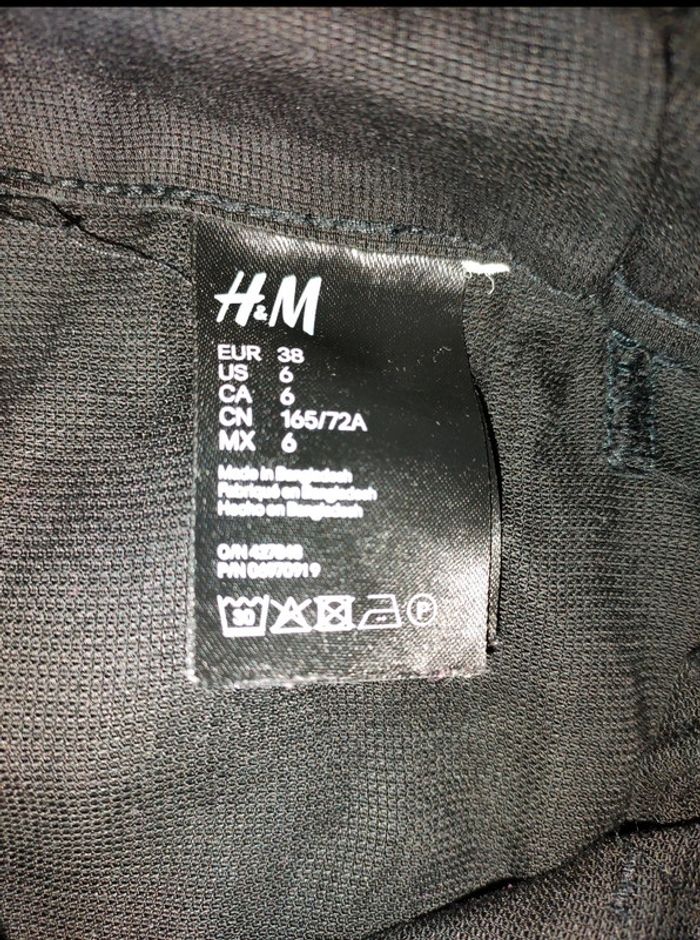 H&M
EUR 38
US 6
CA 6
CN 165/72A
MX 6
Made in Bangladesh
Fabriqué en Bangladesh
Hecho en Bangladesh
O/N
P/N
30
P